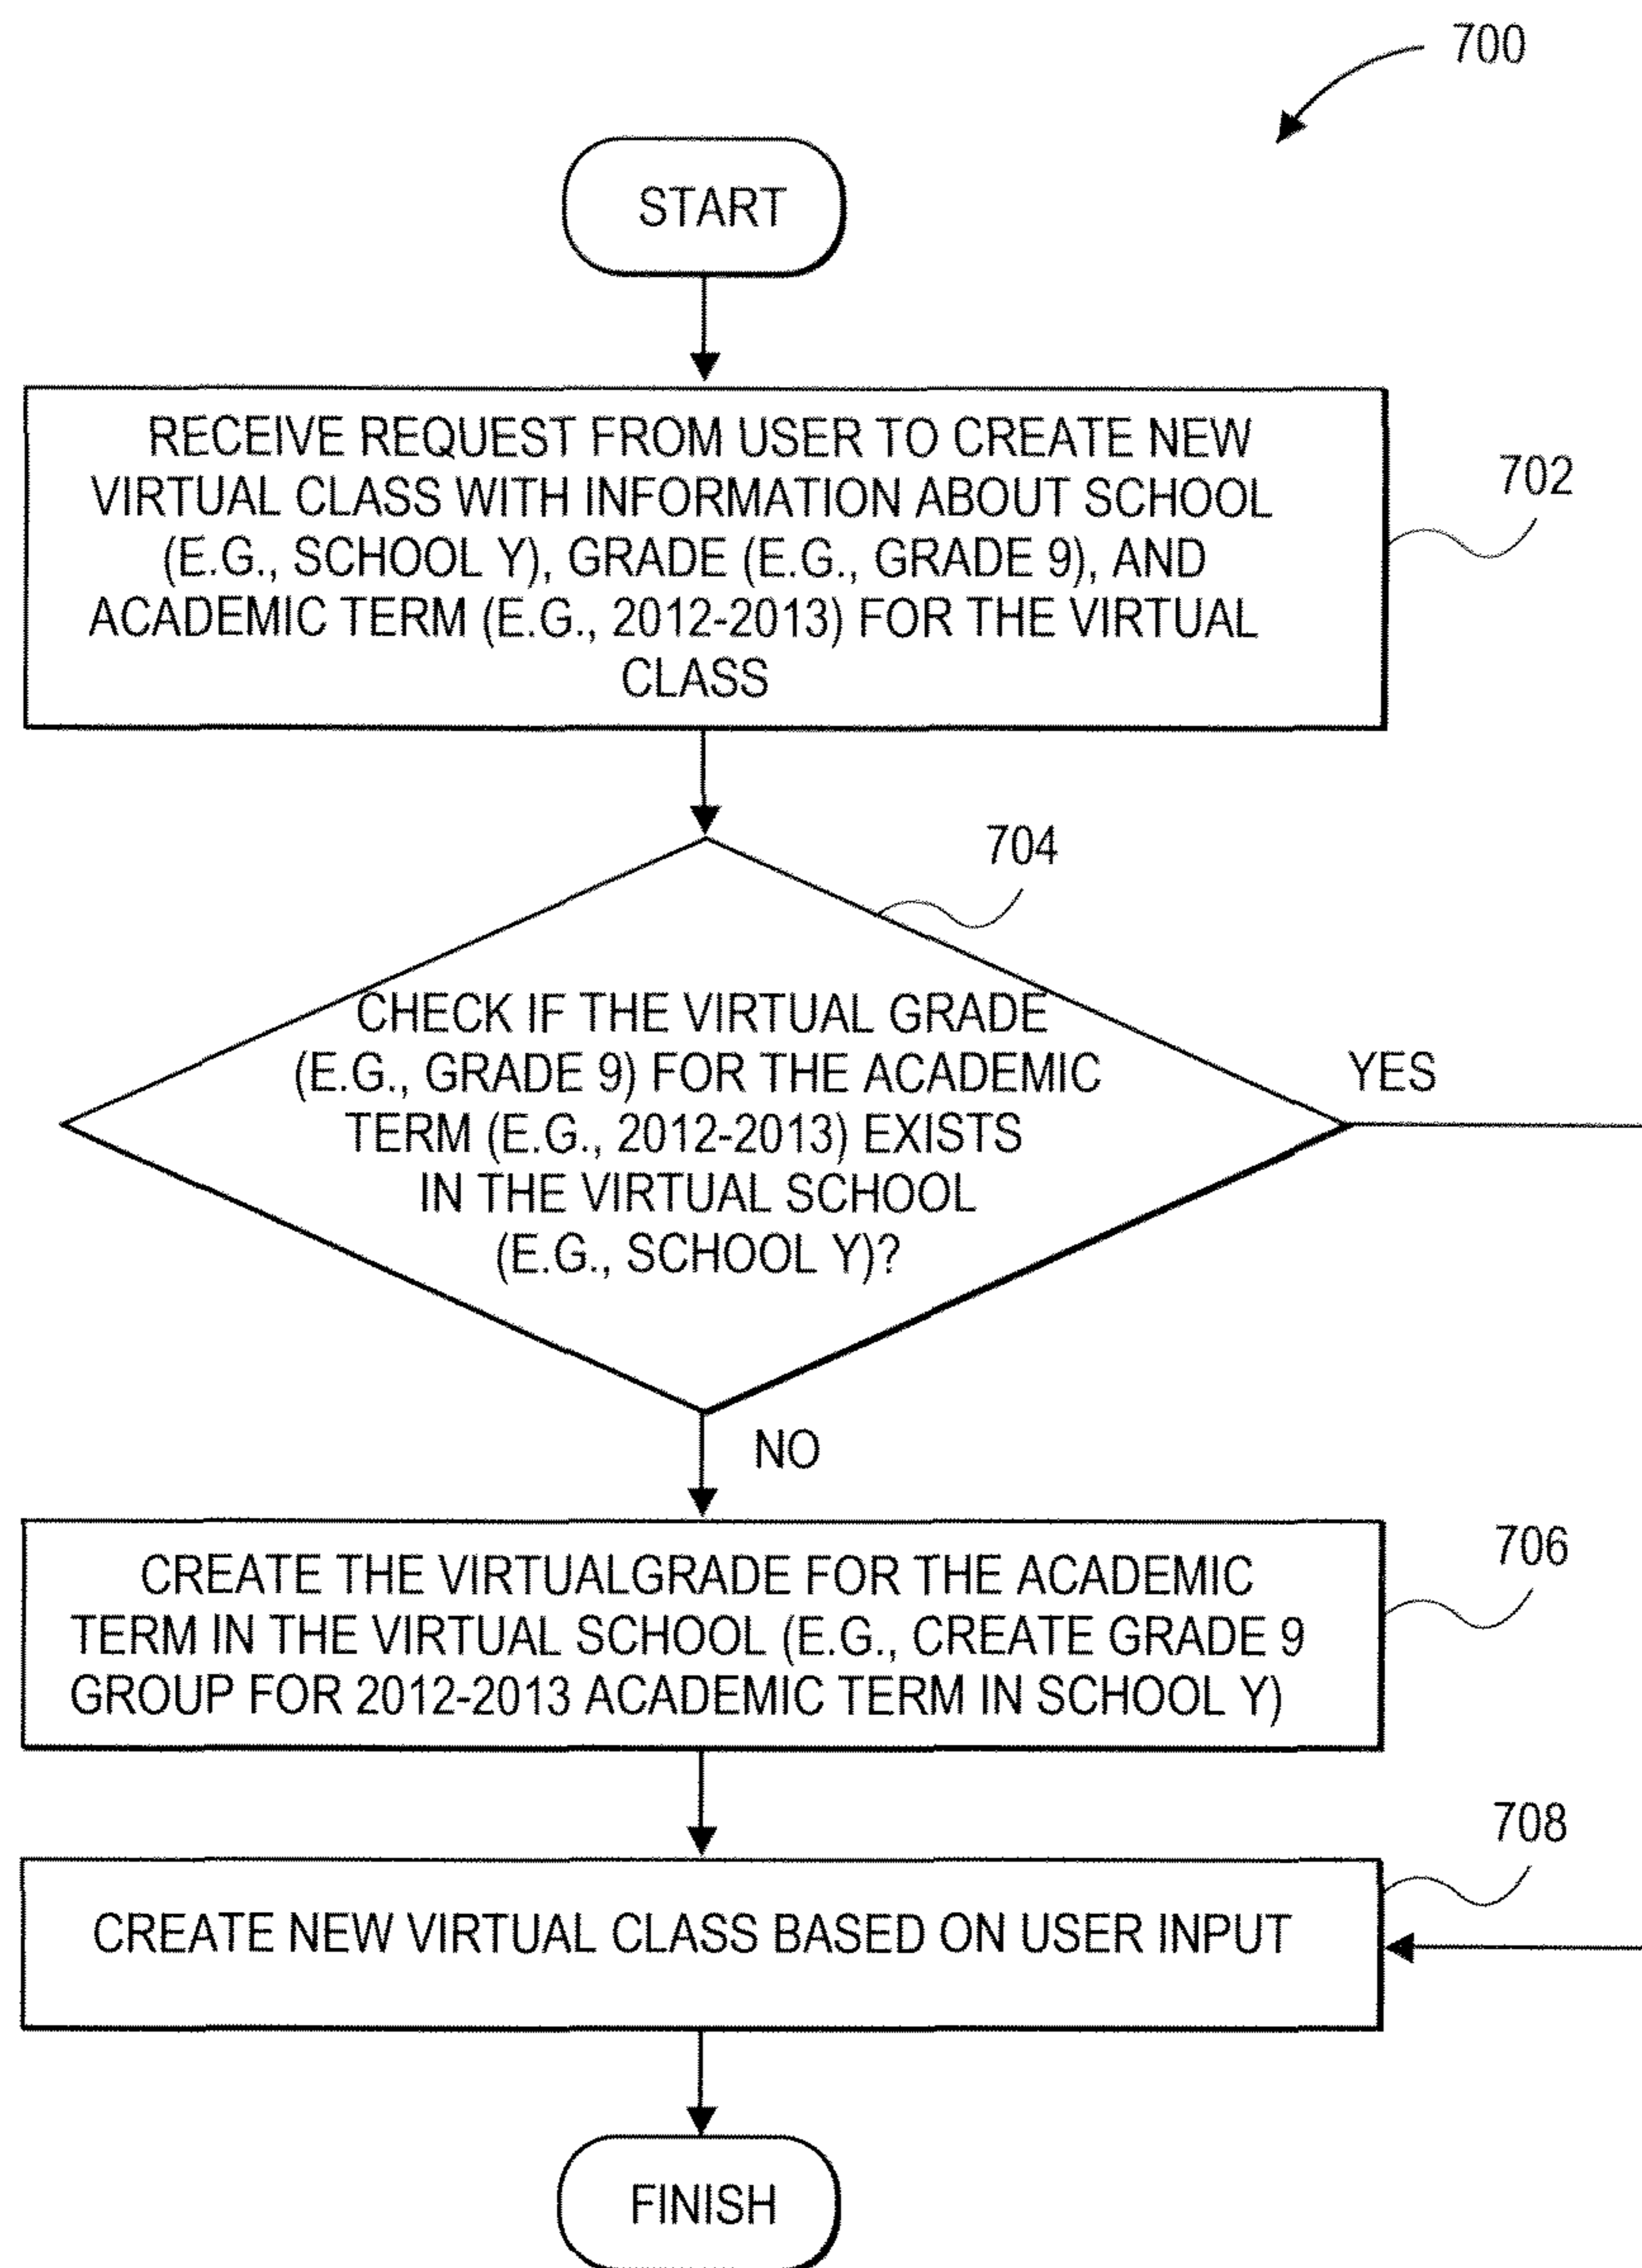 700
START
RECEIVE REQUEST FROM USER TO CREATE NEW
VIRTUAL CLASS WITH INFORMATION ABOUT SCHOOL
(E.G., SCHOOL Y), GRADE (E.G., GRADE 9), AND
ACADEMIC TERM (E.G., 2012-2013) FOR THE VIRTUAL
CLASS
702
704
CHECK IF THE VIRTUAL GRADE
(E.G., GRADE 9) FOR THE ACADEMIC
TERM (E.G., 2012-2013) EXISTS
IN THE VIRTUAL SCHOOL
(E.G., SCHOOL Y)?
YES
NO
706
CREATE THE VIRTUALGRADE FOR THE ACADEMIC
TERM IN THE VIRTUAL SCHOOL (E.G., CREATE GRADE 9
GROUP FOR 2012-2013 ACADEMIC TERM IN SCHOOL Y)
708
CREATE NEW VIRTUAL CLASS BASED ON USER INPUT
FINISH